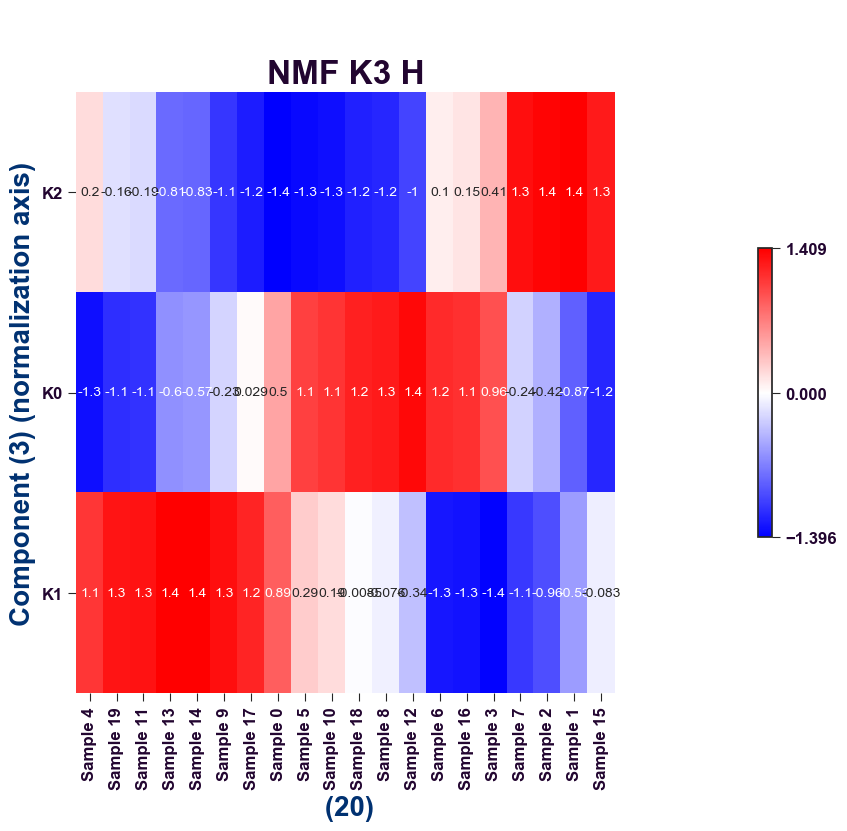 NMF K3 H
Component (3) (normalization axis)
K2
0.2 -0.16 -0.19 -0.81 -0.83 -1.1 -1.2 -1.4 -1.3 -1.3 -1.2 -1.2 -1 0.1 0.15 0.41 1.3 1.4 1.4 1.3
K0
-1.3 -1.1 -1.1 -0.6 -0.57 -0.23 0.029 0.5 1.1 1.1 1.2 1.3 1.4 1.2 1.1 0.96 -0.24 -0.42 -0.87 -1.2
K1
1.1 1.3 1.3 1.4 1.4 1.3 1.2 0.89 0.29 0.19 -0.34 -1.3 -1.3 -1.4 -1.1 -0.96 -0.083
Sample 4
Sample 19
Sample 11
Sample 13
Sample 14
Sample 9
Sample 17
Sample 0
Sample 5
Sample 10
Sample 18
Sample 8
Sample 12
Sample 6
Sample 16
Sample 3
Sample 7
Sample 2
Sample 1
Sample 15
(20)
1.409
0.000
−1.396